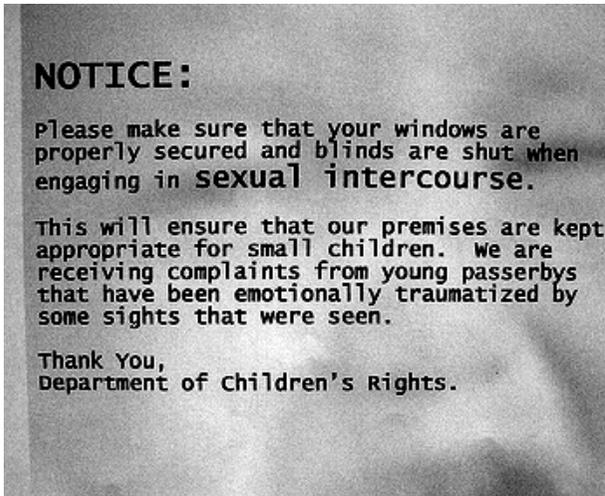 NOTICE:
Please make sure that your windows are
properly secured and blinds are shut when
engaging in sexual intercourse.
This will ensure that our premises are kept
appropriate for small children. We are
receiving complaints from young passerbys
that have been emotionally traumatized by
some sights that were seen.
Thank You,
Department of Children's Rights.